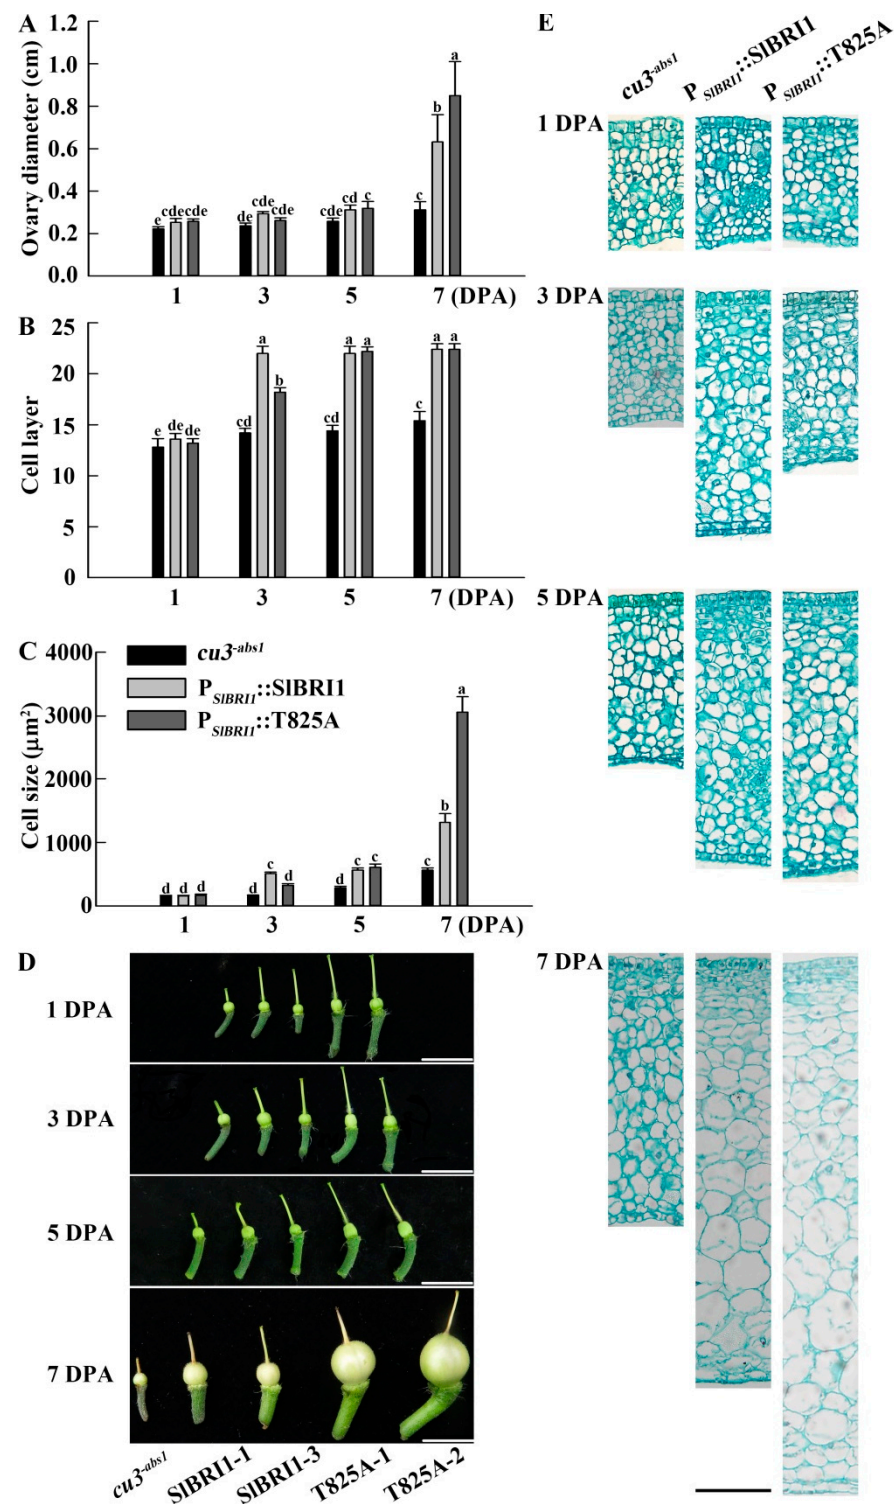 A
Ovary diameter (cm)
1.2
1.0
0.8
0.6
0.4
0.2
0.0
e cde cde
de cde cde
cde cd c
c b a
1 3 5 7 (DPA)
B
Cell layer
25
20
15
10
5
0
e de de
cd a b
cd a a
c a a
1 3 5 7 (DPA)
C
Cell size (µm²)
4000
3000
2000
1000
0
cu3-abs1
PSlBRI1::SlBRI1
PSlBRI1::T825A
d d d
d c d
d c c
c b a
1 3 5 7 (DPA)
D
1 DPA
3 DPA
5 DPA
7 DPA
cu3-abs1 SlBRI1-1 SlBRI1-3 T825A-1 T825A-2
E
cu3-abs1 PSlBRI1::SlBRI1 PSlBRI1::T825A
1 DPA
3 DPA
5 DPA
7 DPA